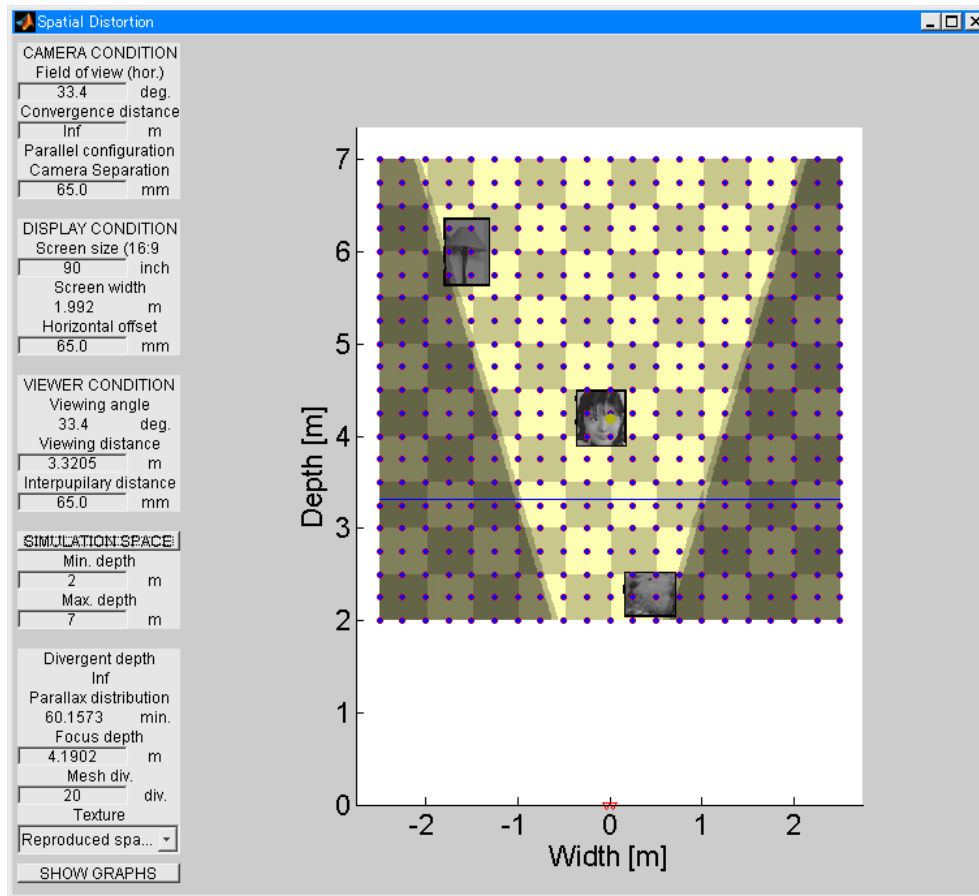 Spatial Distortion
CAMERA CONDITION
Field of view (hor.)
33.4 deg.
Convergence distance
Inf m
Parallel configuration
Camera Separation
65.0 mm
DISPLAY CONDITION
Screen size (16:9
90 inch
Screen width
1.992 m
Horizontal offset
65.0 mm
VIEWER CONDITION
Viewing angle
33.4 deg.
Viewing distance
3.3205 m
Interpupilary distance
65.0 mm
SIMULATION SPACE
Min. depth
2 m
Max. depth
7 m
Divergent depth
Inf
Parallax distribution
60.1573 min.
Focus depth
4.1902 m
Mesh div.
20 div.
Texture
Reproduced spa...
SHOW GRAPHS
Depth [m]
7
6
5
4
3
2
1
0
-2 -1 0 1 2
Width [m]